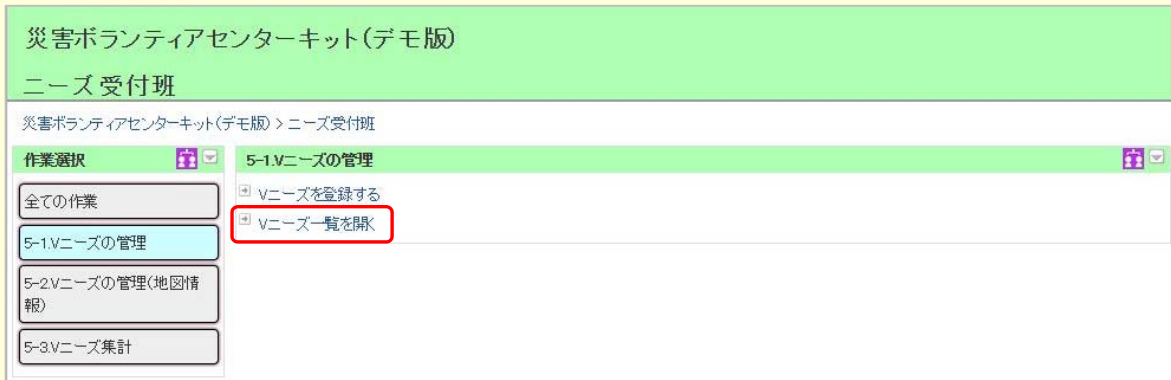 災害ボランティアセンターキット(デモ版)
ニーズ受付班
災害ボランティアセンターキット(デモ版) > ニーズ受付班
作業選択
全ての作業
5-1.Vニーズの管理
5-2.Vニーズの管理(地図情
報)
5-3.Vニーズ集計
5-1.Vニーズの管理
Vニーズを登録する
Vニーズ一覧を開く